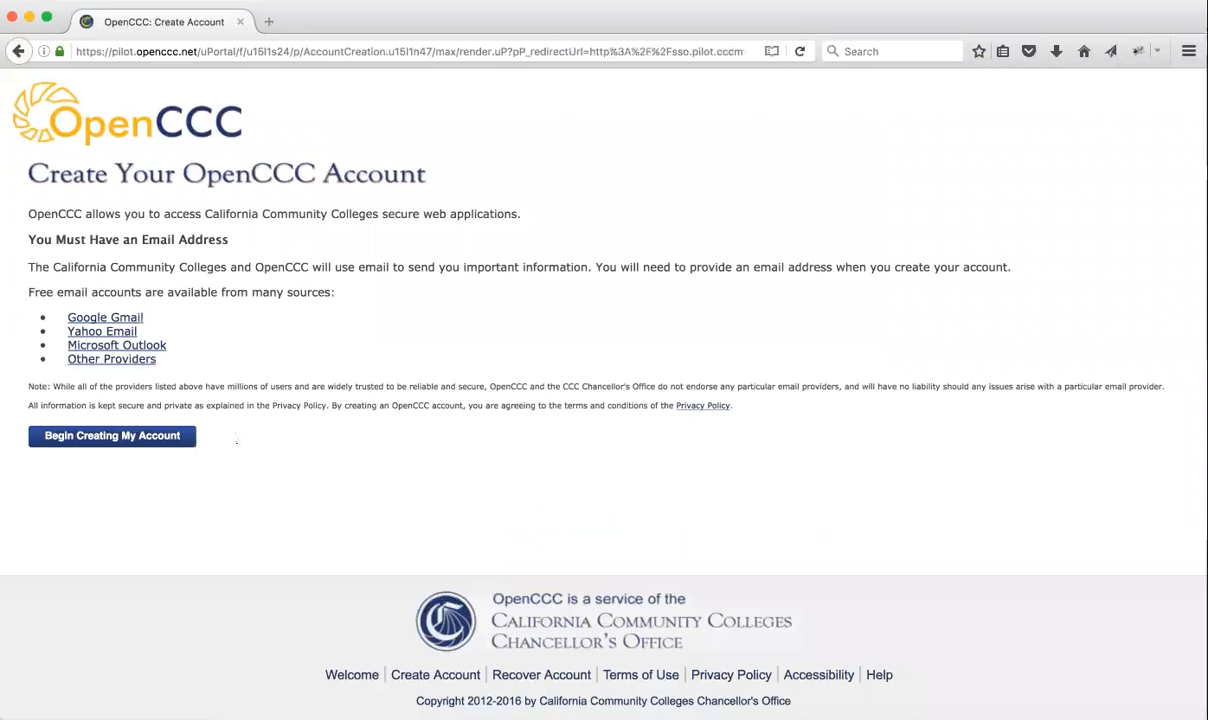 OpenCCC: Create Account
https://pilot.openccc.net/uPortal/f/u15l1s24/p/AccountCreation.u15l1n47/max/render.uP?pP_redirectUrl=http%3A%2F%2Fsso.pilot.cccm
Search
OpenCCC
Create Your OpenCCC Account
OpenCCC allows you to access California Community Colleges secure web applications.
You Must Have an Email Address
The California Community Colleges and OpenCCC will use email to send you important information. You will need to provide an email address when you create your account.
Free email accounts are available from many sources:
• Google Gmail
• Yahoo Email
• Microsoft Outlook
• Other Providers
Note: While all of the providers listed above have millions of users and are widely trusted to be reliable and secure, OpenCCC and the CCC Chancellor's Office do not endorse any particular email providers, and will have no liability should any issues arise with a particular email provider.
All information is kept secure and private as explained in the Privacy Policy. By creating an OpenCCC account, you are agreeing to the terms and conditions of the Privacy Policy.
Begin Creating My Account
OpenCCC is a service of the
California Community Colleges
Chancellor's Office
Welcome | Create Account | Recover Account | Terms of Use | Privacy Policy | Accessibility | Help
Copyright 2012-2016 by California Community Colleges Chancellor's Office